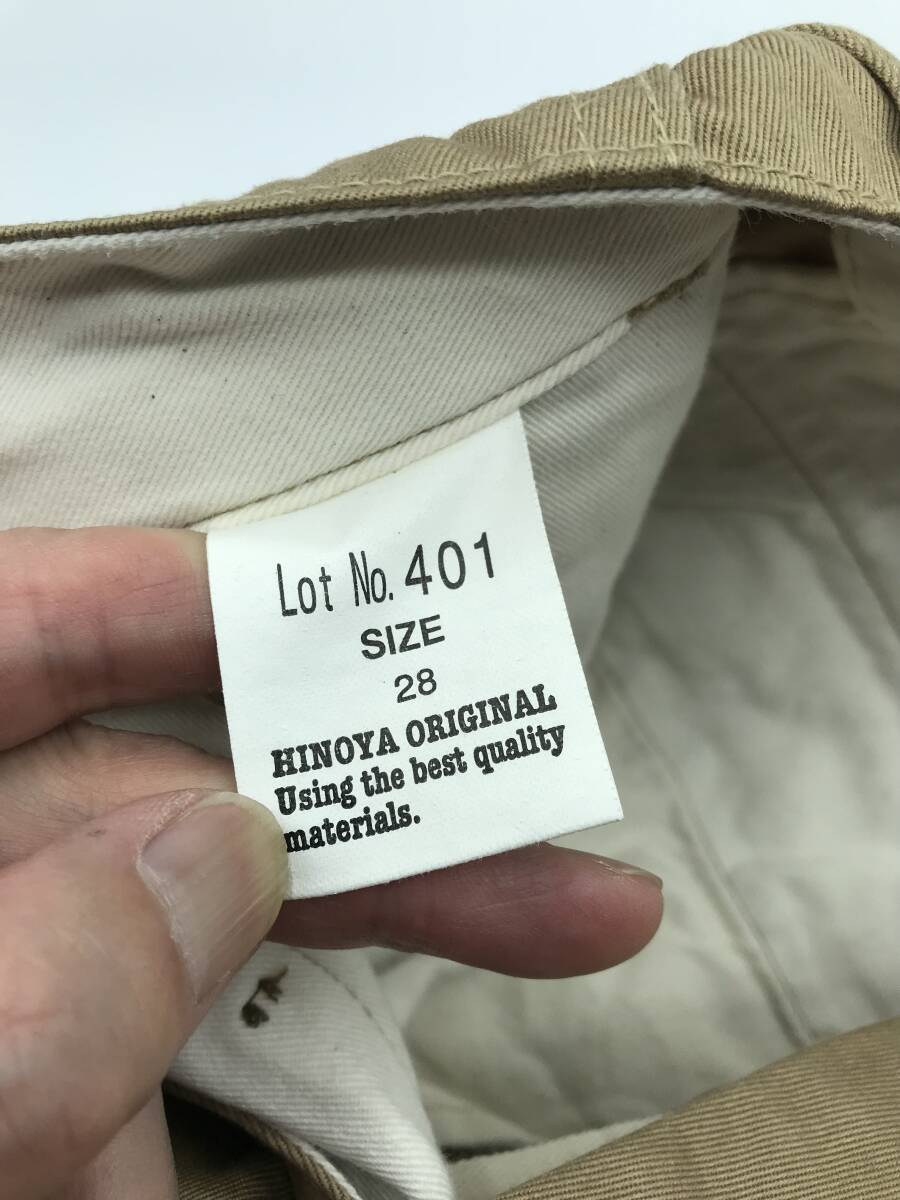 Lot No. 401
SIZE
28
HINOYA ORIGINAL
Using the best quality
materials.